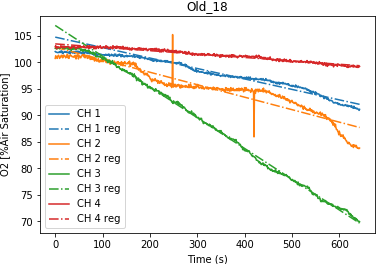 Old_18
O2 [%Air Saturation]
105
100
95
90
85
80
75
70
CH 1
CH 1 reg
CH 2
CH 2 reg
CH 3
CH 3 reg
CH 4
CH 4 reg
0 100 200 300 400 500 600
Time (s)